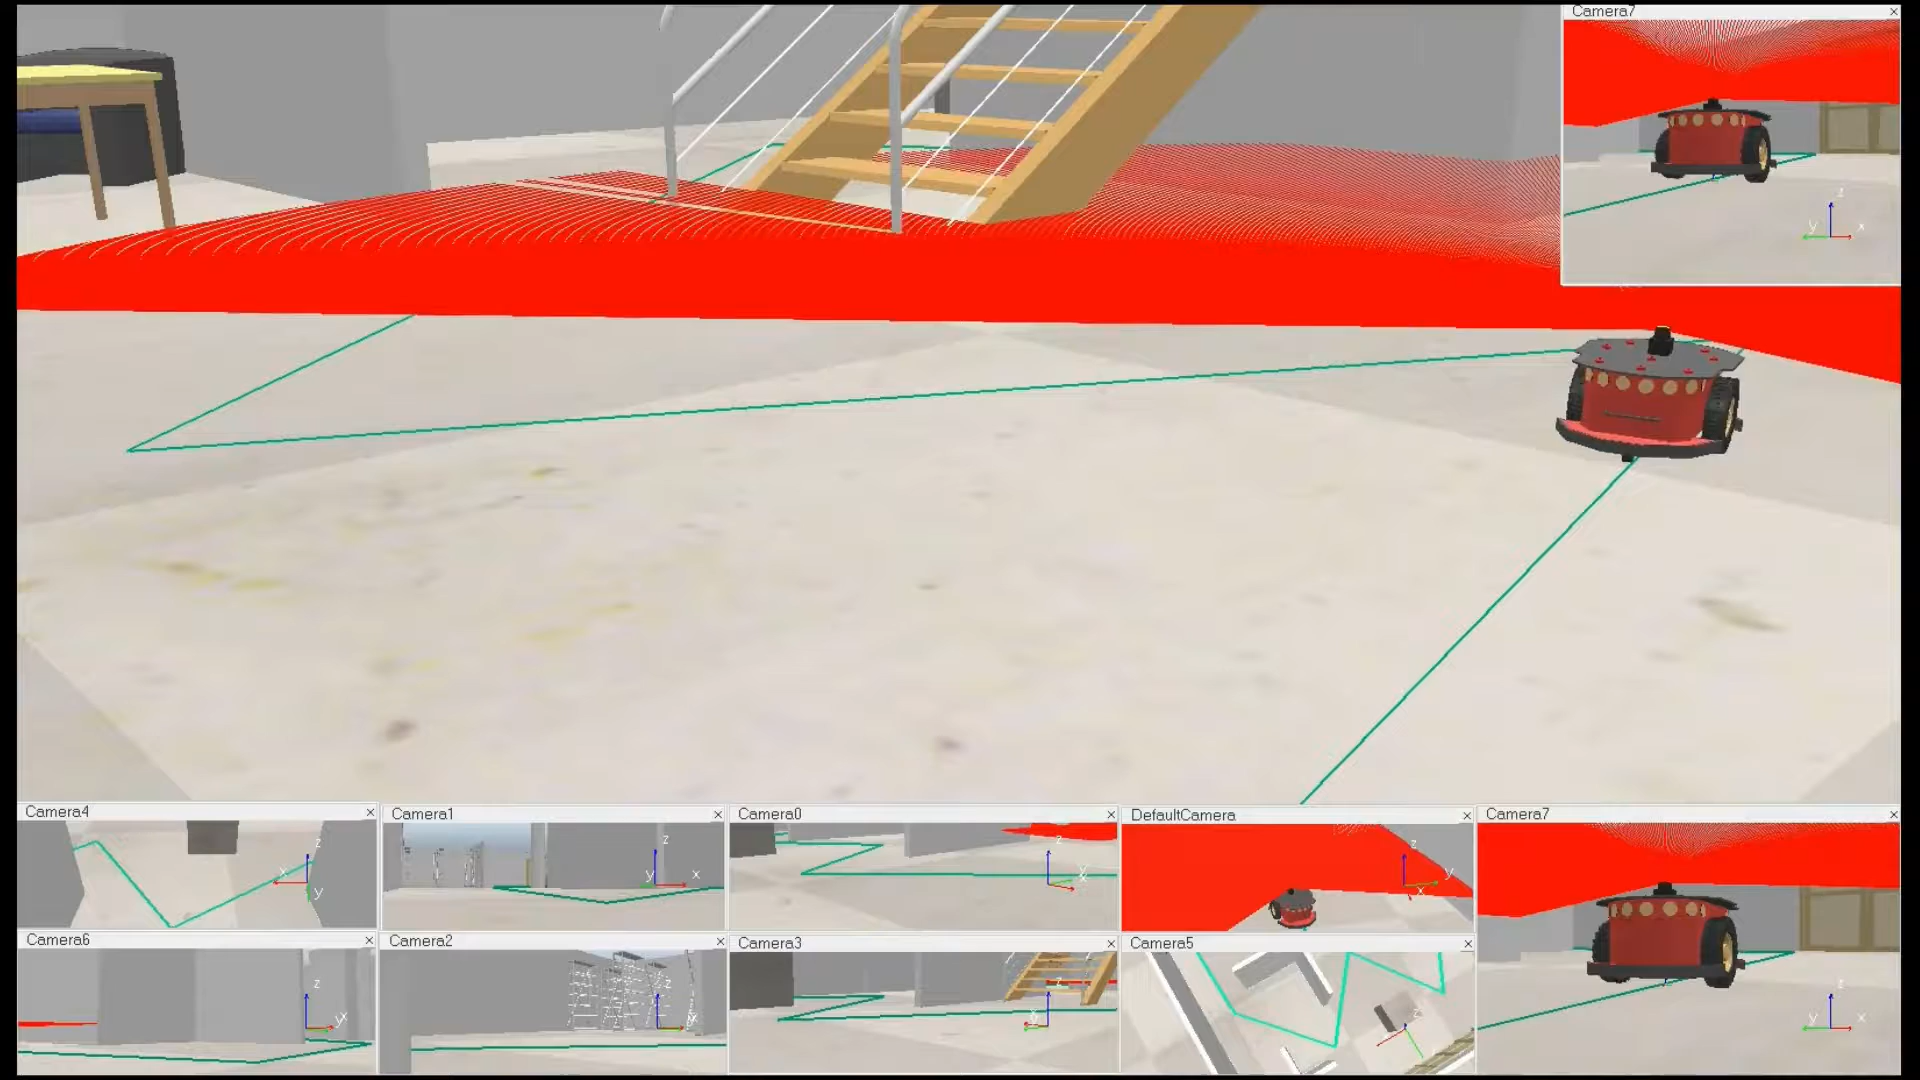 Camera7 ×
z
y x
Camera4 ×
Camera1 ×
Camera0 ×
DefaultCamera ×
Camera7 ×
z
x
y
z
y x
z
x
z
y
x
Camera6 ×
Camera2 ×
Camera3 ×
Camera5 ×
z
z
z
z
z
y x